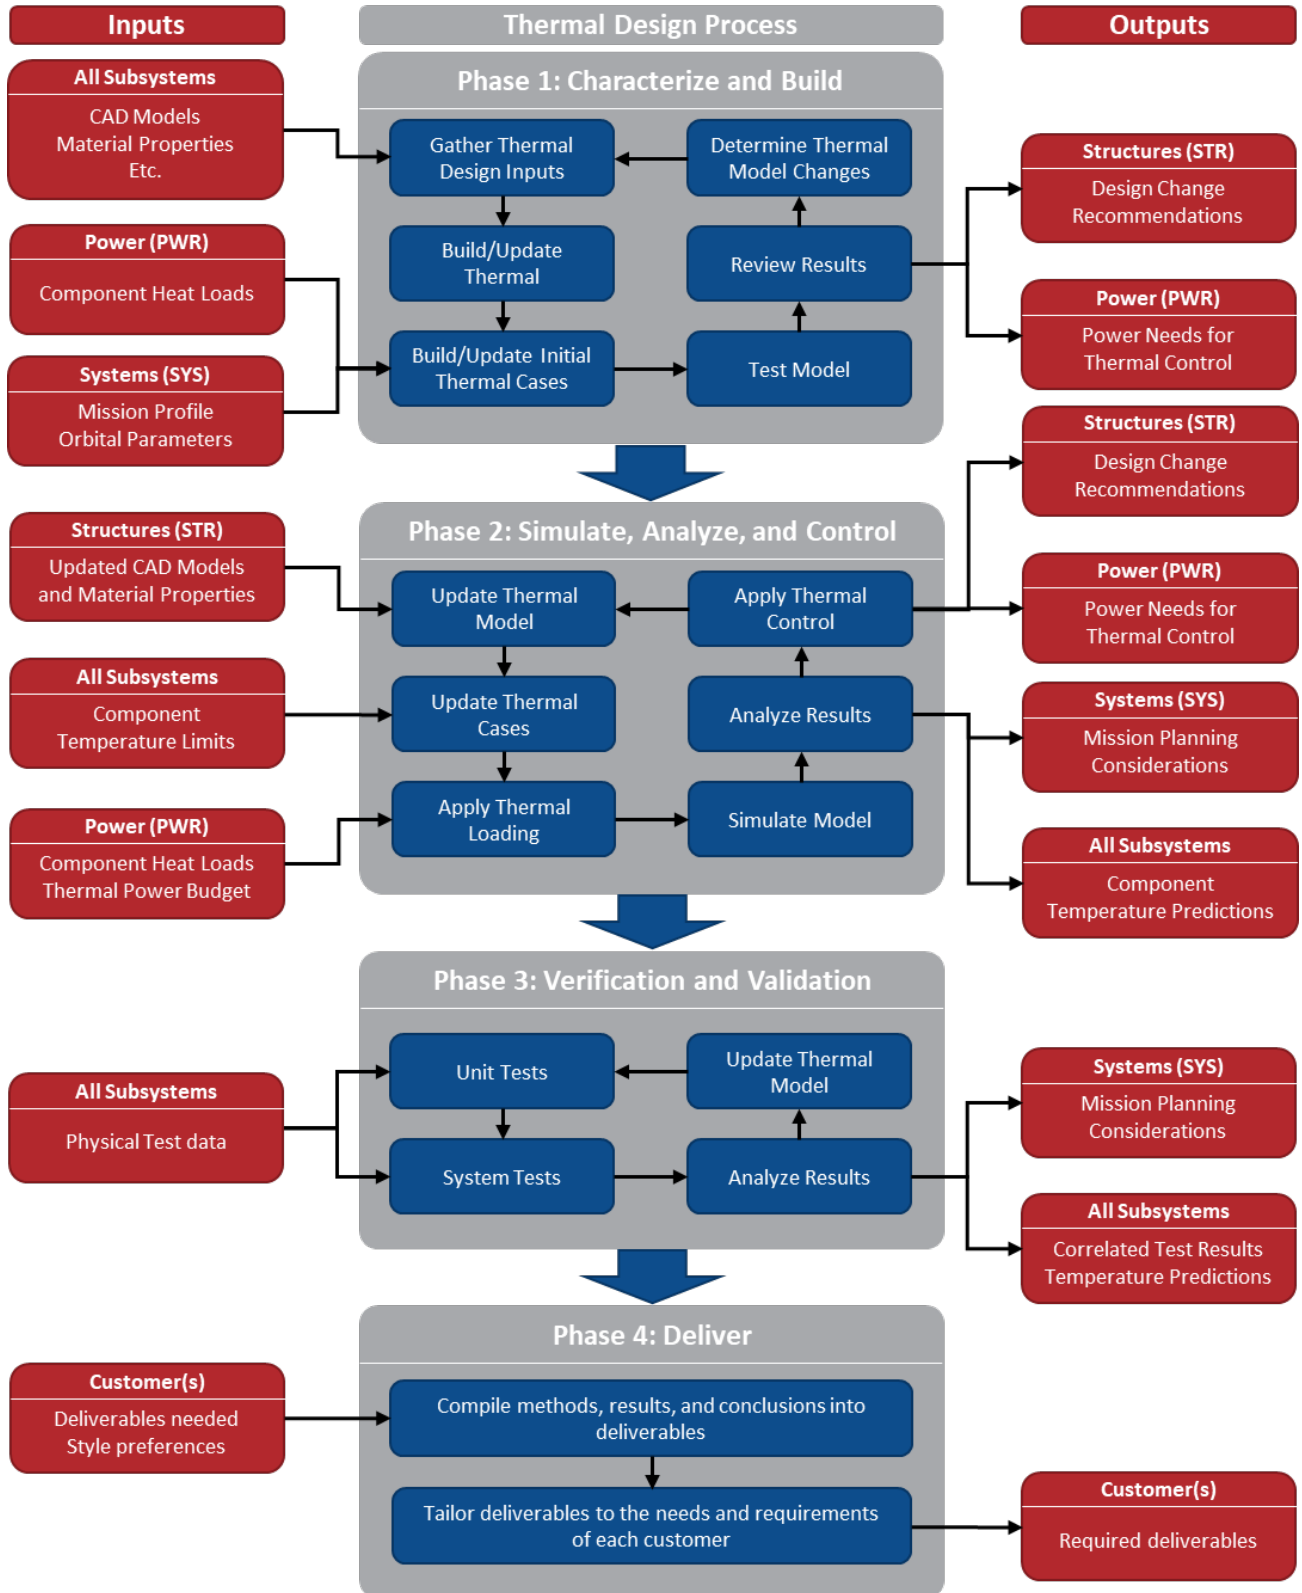 Inputs
Thermal Design Process
Outputs
All Subsystems
CAD Models
Material Properties
Etc.
Power (PWR)
Component Heat Loads
Systems (SYS)
Mission Profile
Orbital Parameters
Phase 1: Characterize and Build
Gather Thermal
Design Inputs
Determine Thermal
Model Changes
Build/Update
Thermal
Review Results
Build/Update Initial
Thermal Cases
Test Model
Structures (STR)
Design Change
Recommendations
Power (PWR)
Power Needs for
Thermal Control
Structures (STR)
Updated CAD Models
and Material Properties
All Subsystems
Component
Temperature Limits
Power (PWR)
Component Heat Loads
Thermal Power Budget
Phase 2: Simulate, Analyze, and Control
Update Thermal
Model
Apply Thermal
Control
Update Thermal
Cases
Analyze Results
Apply Thermal
Loading
Simulate Model
Structures (STR)
Design Change
Recommendations
Power (PWR)
Power Needs for
Thermal Control
Systems (SYS)
Mission Planning
Considerations
All Subsystems
Component
Temperature Predictions
All Subsystems
Physical Test data
Phase 3: Verification and Validation
Unit Tests
Update Thermal
Model
System Tests
Analyze Results
Systems (SYS)
Mission Planning
Considerations
All Subsystems
Correlated Test Results
Temperature Predictions
Customer(s)
Deliverables needed
Style preferences
Phase 4: Deliver
Compile methods, results, and conclusions into
deliverables
Tailor deliverables to the needs and requirements
of each customer
Customer(s)
Required deliverables